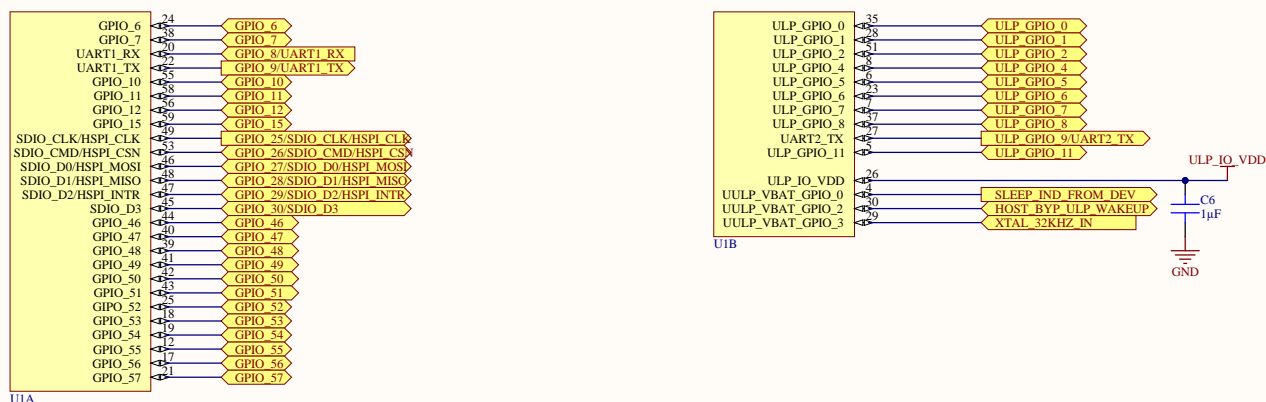 GPIO_6 24 GPIO_6
GPIO_7 38 GPIO_7
UART1_RX 20 GPIO_8/UART1_RX
UART1_TX 22 GPIO_9/UART1_TX
GPIO_10 55 GPIO_10
GPIO_11 58 GPIO_11
GPIO_12 56 GPIO_12
GPIO_15 59 GPIO_15
SDIO_CLK/HSPI_CLK 49 GPIO_25/SDIO_CLK/HSPI_CLK
SDIO_CMD/HSPI_CSN 53 GPIO_26/SDIO_CMD/HSPI_CSN
SDIO_D0/HSPI_MOSI 46 GPIO_27/SDIO_D0/HSPI_MOSI
SDIO_D1/HSPI_MISO 48 GPIO_28/SDIO_D1/HSPI_MISO
SDIO_D2/HSPI_INTR 47 GPIO_29/SDIO_D2/HSPI_INTR
SDIO_D3 45 GPIO_30/SDIO_D3
GPIO_46 44 GPIO_46
GPIO_47 40 GPIO_47
GPIO_48 39 GPIO_48
GPIO_49 41 GPIO_49
GPIO_50 42 GPIO_50
GPIO_51 43 GPIO_51
GIPO_52 25 GPIO_52
GPIO_53 18 GPIO_53
GPIO_54 19 GPIO_54
GPIO_55 12 GPIO_55
GPIO_56 17 GPIO_56
GPIO_57 21 GPIO_57
U1A
ULP_GPIO_0 35 ULP_GPIO_0
ULP_GPIO_1 28 ULP_GPIO_1
ULP_GPIO_2 51 ULP_GPIO_2
ULP_GPIO_4 8 ULP_GPIO_4
ULP_GPIO_5 6 ULP_GPIO_5
ULP_GPIO_6 23 ULP_GPIO_6
ULP_GPIO_7 7 ULP_GPIO_7
ULP_GPIO_8 37 ULP_GPIO_8
UART2_TX 27 ULP_GPIO_9/UART2_TX
ULP_GPIO_11 5 ULP_GPIO_11
ULP_IO_VDD
ULP_IO_VDD 26
UULP_VBAT_GPIO_0 4 SLEEP_IND_FROM_DEV
UULP_VBAT_GPIO_2 30 HOST_BYP_ULP_WAKEUP
UULP_VBAT_GPIO_3 29 XTAL_32KHZ_IN
C6
1µF
U1B
GND